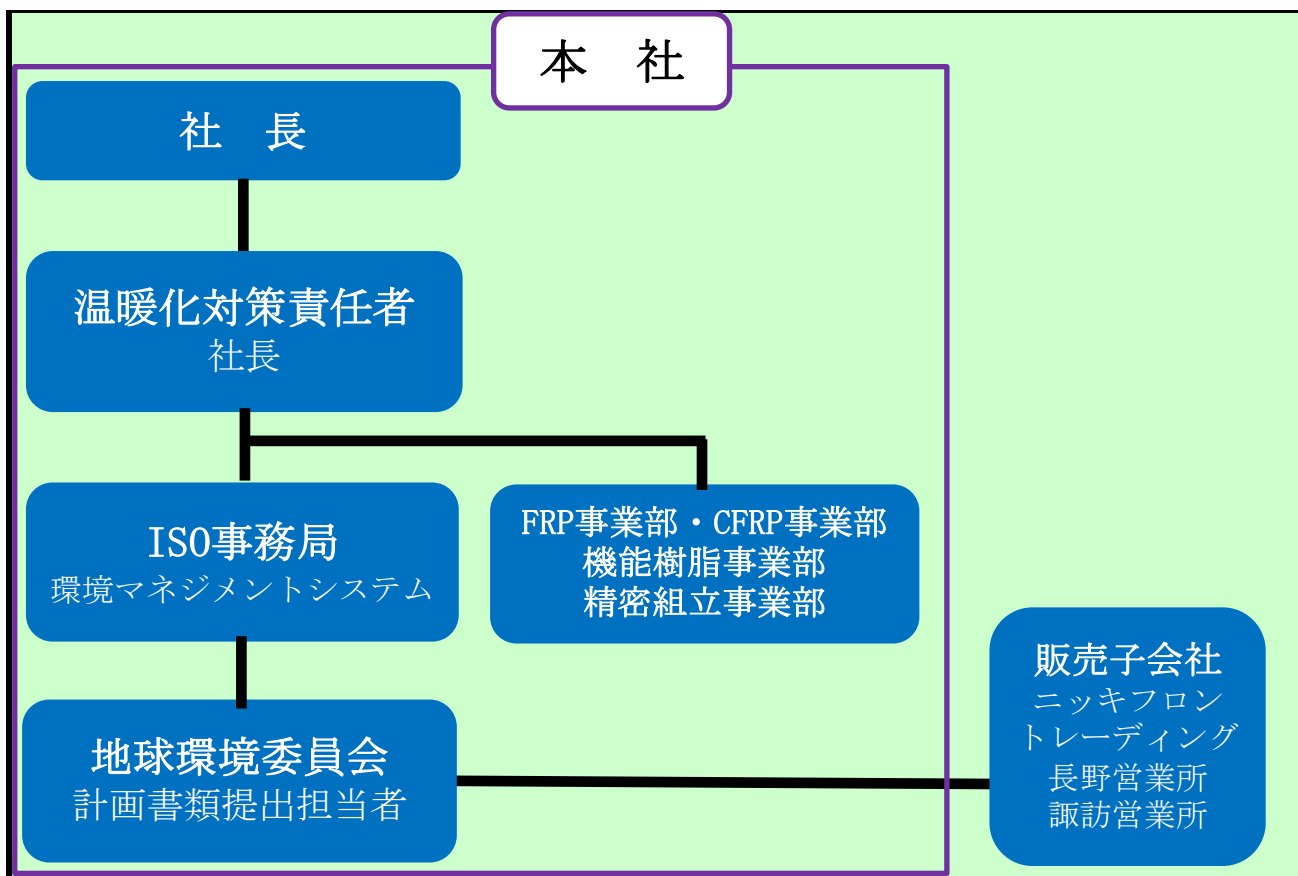 本　社
社　長
温暖化対策責任者
社長
ISO事務局
環境マネジメントシステム
FRP事業部・CFRP事業部
機能樹脂事業部
精密組立事業部
地球環境委員会
計画書類提出担当者
販売子会社
ニッキフロン
トレーディング
長野営業所
諏訪営業所